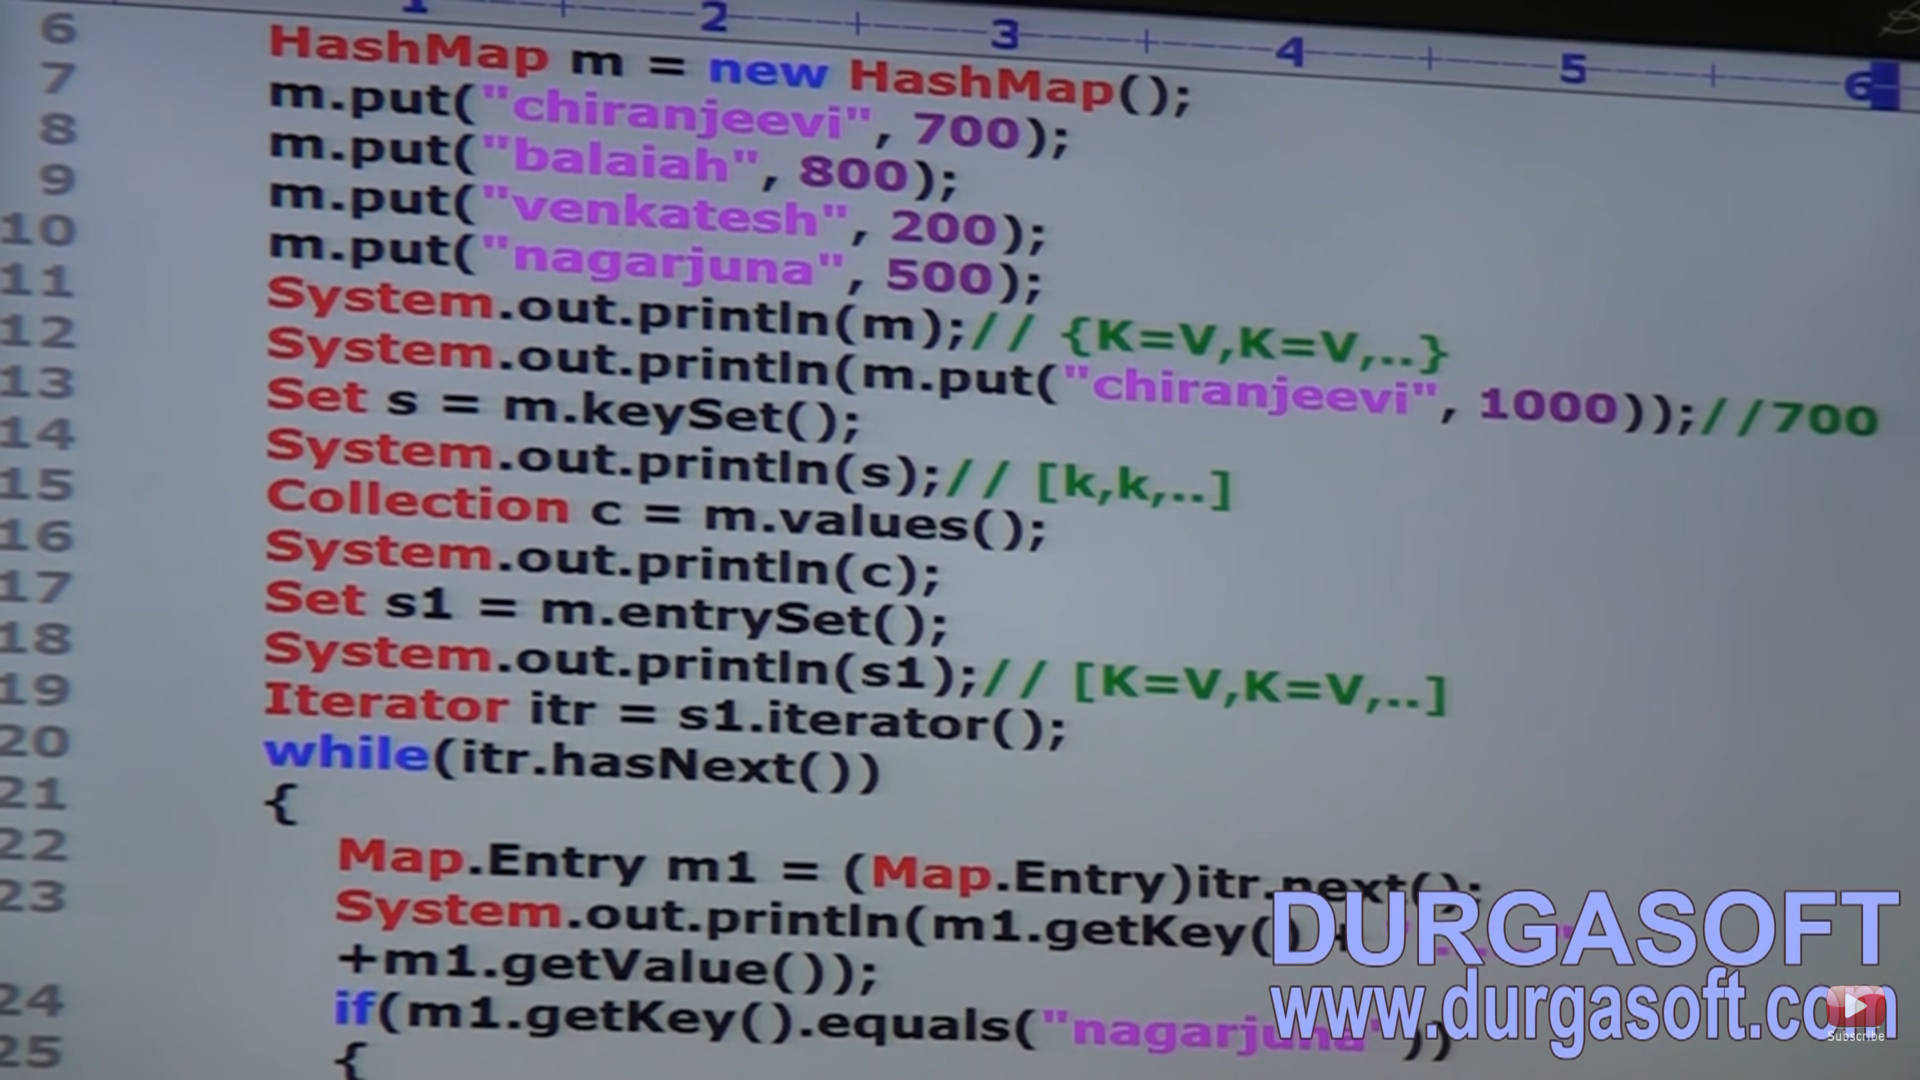 1 2 3 4 5 6
6 HashMap m = new HashMap();
7 m.put("chiranjeevi", 700);
8 m.put("balaiah", 800);
9 m.put("venkatesh", 200);
10 m.put("nagarjuna", 500);
11 System.out.println(m);// {K=V,K=V,..}
12 System.out.println(m.put("chiranjeevi", 1000));//700
13 Set s = m.keySet();
14 System.out.println(s);// [k,k,..]
15 Collection c = m.values();
16 System.out.println(c);
17 Set s1 = m.entrySet();
18 System.out.println(s1);// [K=V,K=V,..]
19 Iterator itr = s1.iterator();
20 while(itr.hasNext())
21 {
22 Map.Entry m1 = (Map.Entry)itr.next();
23 System.out.println(m1.getKey() +
+m1.getValue());
24 if(m1.getKey().equals("nagarjuna"))
25 {
DURGASOFT
www.durgasoft.com
Subscribe